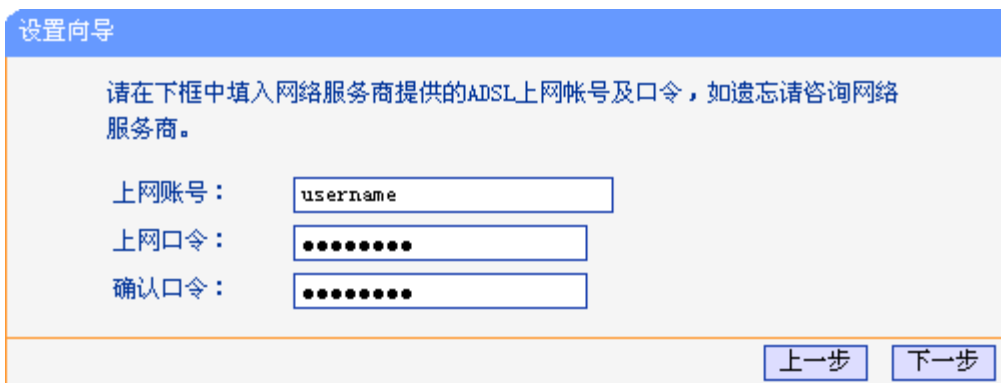 设置向导
请在下框中填入网络服务商提供的ADSL上网帐号及口令，如遗忘请咨询网络
服务商。
上网账号： username
上网口令： ●●●●●●●●
确认口令： ●●●●●●●●
上一步 下一步